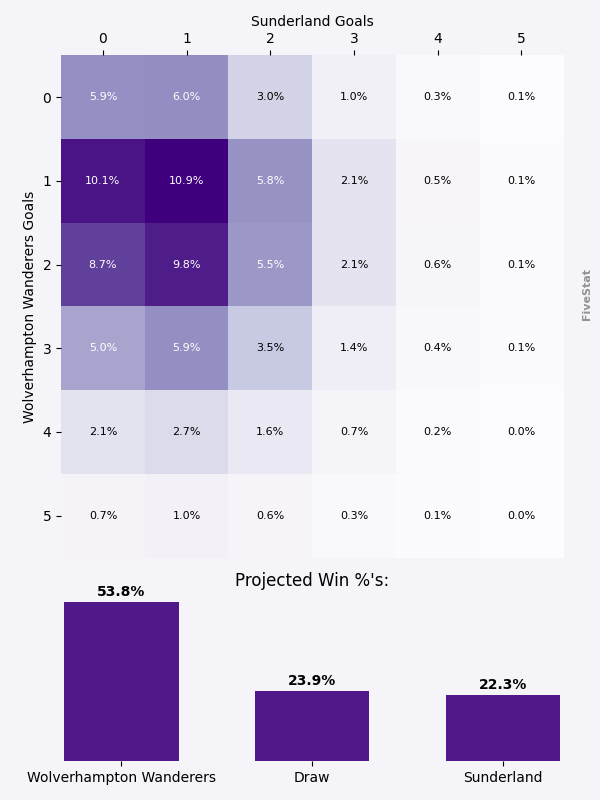 Sunderland Goals
0 1 2 3 4 5
0 5.9% 6.0% 3.0% 1.0% 0.3% 0.1%
1 10.1% 10.9% 5.8% 2.1% 0.5% 0.1%
2 8.7% 9.8% 5.5% 2.1% 0.6% 0.1%
3 5.0% 5.9% 3.5% 1.4% 0.4% 0.1%
4 2.1% 2.7% 1.6% 0.7% 0.2% 0.0%
5 0.7% 1.0% 0.6% 0.3% 0.1% 0.0%
Wolverhampton Wanderers Goals
FiveStat
Projected Win %'s:
53.8% 23.9% 22.3%
Wolverhampton Wanderers Draw Sunderland